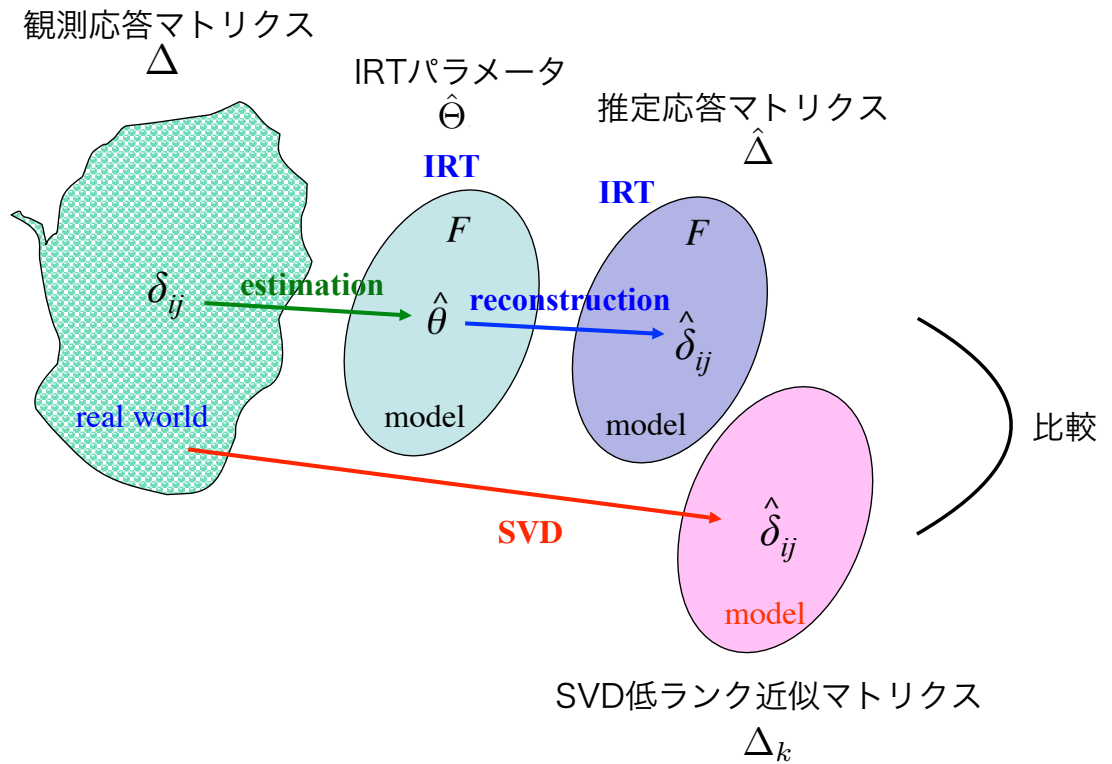 観測応答マトリクス
Δ
IRTパラメータ
Θ̂
IRT
推定応答マトリクス
Δ̂
IRT
F
F
δij
estimation
θ̂
reconstruction
δ̂ij
real world
model
model
比較
SVD
δ̂ij
model
SVD低ランク近似マトリクス
Δk